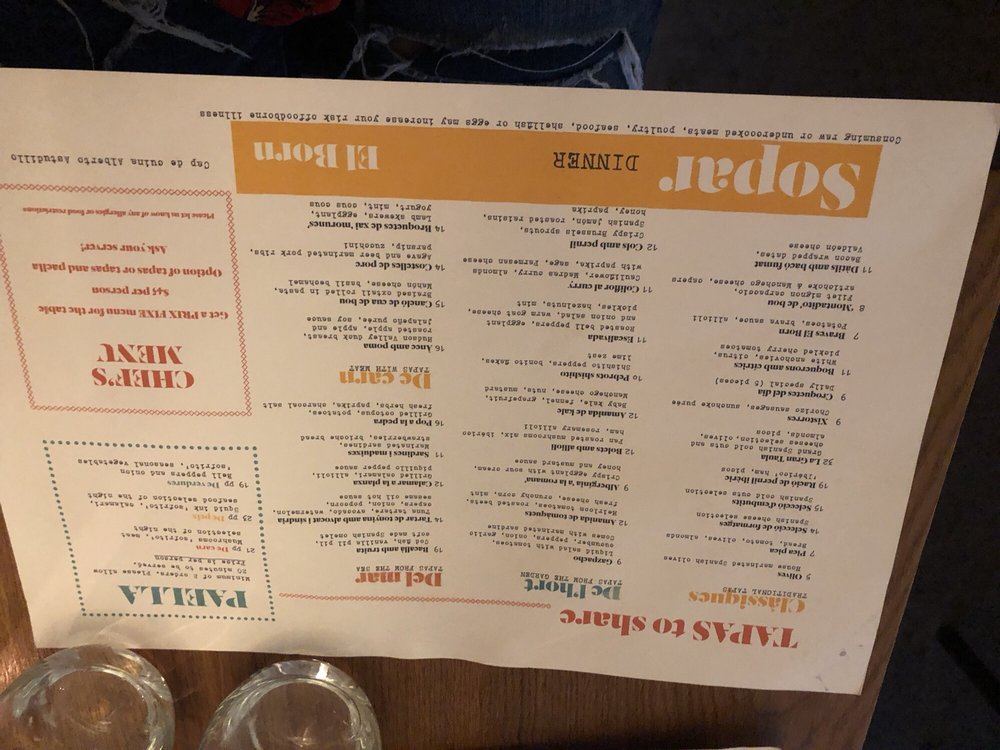 TAPAS to share
Clàssiques
TRADITIONAL TAPAS
5 Olives
House Spanish marinated olives
7 Pica pica
Bread, tomato, olives, almonds
14 Selecció de formatges
Spanish cheese selection
15 Selecció d'embotits
Spanish cold cuts selection
19 Ració de pernil ibèric
'Ibérico' ham, picos
32 La Gran Taula
Grand Spanish cold cuts and
cheese selection, olives,
almonds, picos
9 Xistorres
Chorizo sausages, sunchoke purée
9 Croquetes del dia
Daily special (5 pieces)
11 Boquerons amb cítrics
White anchovies, citrus,
pickled cherry tomatoes
7 Braves El Born
Potatoes, brava sauce, allioli
8 'Montadito' de bou
Filet mignon carpaccio,
artichoke & Manchego cheese, capers
11 Dàtils amb bacó fumat
Bacon wrapped dates,
Valdeón cheese
De l'hort
TAPAS FROM THE GARDEN
9 Gazpacho
Liquid salad with tomatoes,
cucumber, peppers, onion, garlic
Comes with marinated sardine
12 Amanida de tomàquets
Heirloom tomatoes, roasted beets,
fresh cheese, crunchy corn, mint
9 Albergínia a la 'romana'
Crispy eggplant with sour cream,
honey and mustard sauce
12 Bolets amb allioli
Pan roasted mushrooms mix, ibérico
ham, rosemary allioli
12 Amanida de kale
Baby kale, fennel, grapefruit,
Manchego cheese, nuts, mustard
10 Pebrots shishito
Shishito peppers, bonito flakes,
lime zest
11 Escalivada
Roasted bell peppers, eggplant
and onion salad, warm goat cheese,
pickles, hazelnuts, mint
11 Coliflor al curry
Cauliflower, Madras curry, almonds
with paprika, sage, Parmesan cheese
12 Cols amb pernil
Crispy Brussels sprouts,
Spanish Jamón, roasted raisins,
honey paprika
Del mar
TAPAS FROM THE SEA
19 Bacallà amb truita
Cod fish, vanilla pil pil,
soft cod Spanish omelet
14 Tartar de tonyina amb alvocat i síndria
Tuna tartare, avocado, watermelon,
capers, onion, popcorn,
sesame oil nut sauce
12 Calamar a la planxa
Grilled calamari, allioli,
piquillo pepper sauce
11 Sardines marinades
Marinated sardines,
strawberries, brioche bread
16 Pop a la pedra
Grilled octopus, potatoes,
fresh herbs, paprika, charcoal salt
De carn
TAPAS WITH MEAT
16 Ànec amb poma
Hudson Valley duck breast,
roasted apple, apple and
jalapeño purée, soy sauce
15 Caneló de cua de bou
Braised oxtail rolled in pasta,
Mahón cheese, basil bechamel
14 Costelles de porc
Agave and beer marinated pork ribs,
parsnip, zucchini
14 Broquetes de xai 'morunes'
Lamb skewers, eggplant,
yogurt, mint, cous cous
PAELLA
Minimum of 2 orders. Please allow
20 minutes to be served.
Price is per person
21 pp De carn
Mushrooms 'sofrito', meat
selection of the night
23 pp De peix
Squid ink 'sofrito', calamari,
seafood selection of the night
19 pp De verdures
Bell peppers and onion
'sofrito', seasonal vegetables
CHEF'S
MENU
Get a PRIX FIXE menu for the table
$45 per person
Option of tapas or tapas and paella
Ask your server!
Please let us know of any allergies or food restrictions
Cap de cuina Alberto Astudillo
Sopar
DINNER
El Born
Consuming raw or undercooked meats, poultry, seafood, shellfish or eggs may increase your risk offoodborne illness